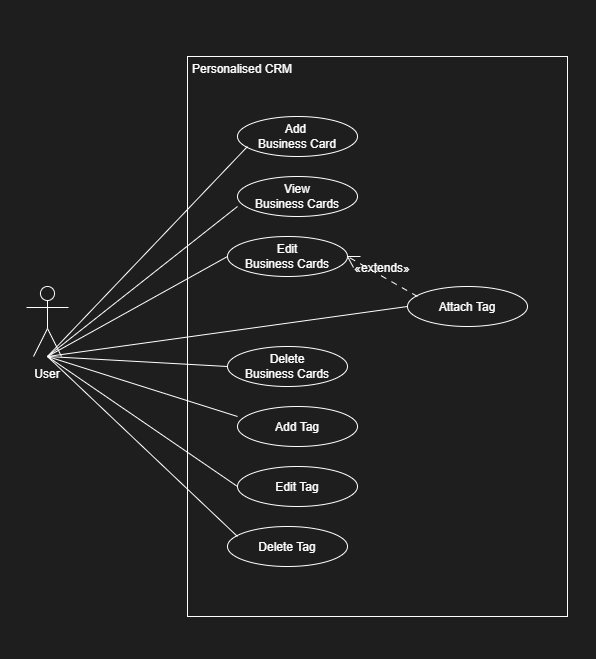 Personalised CRM
Add
Business Card
View
Business Cards
Edit
Business Cards
«extends»
Attach Tag
User
Delete
Business Cards
Add Tag
Edit Tag
Delete Tag